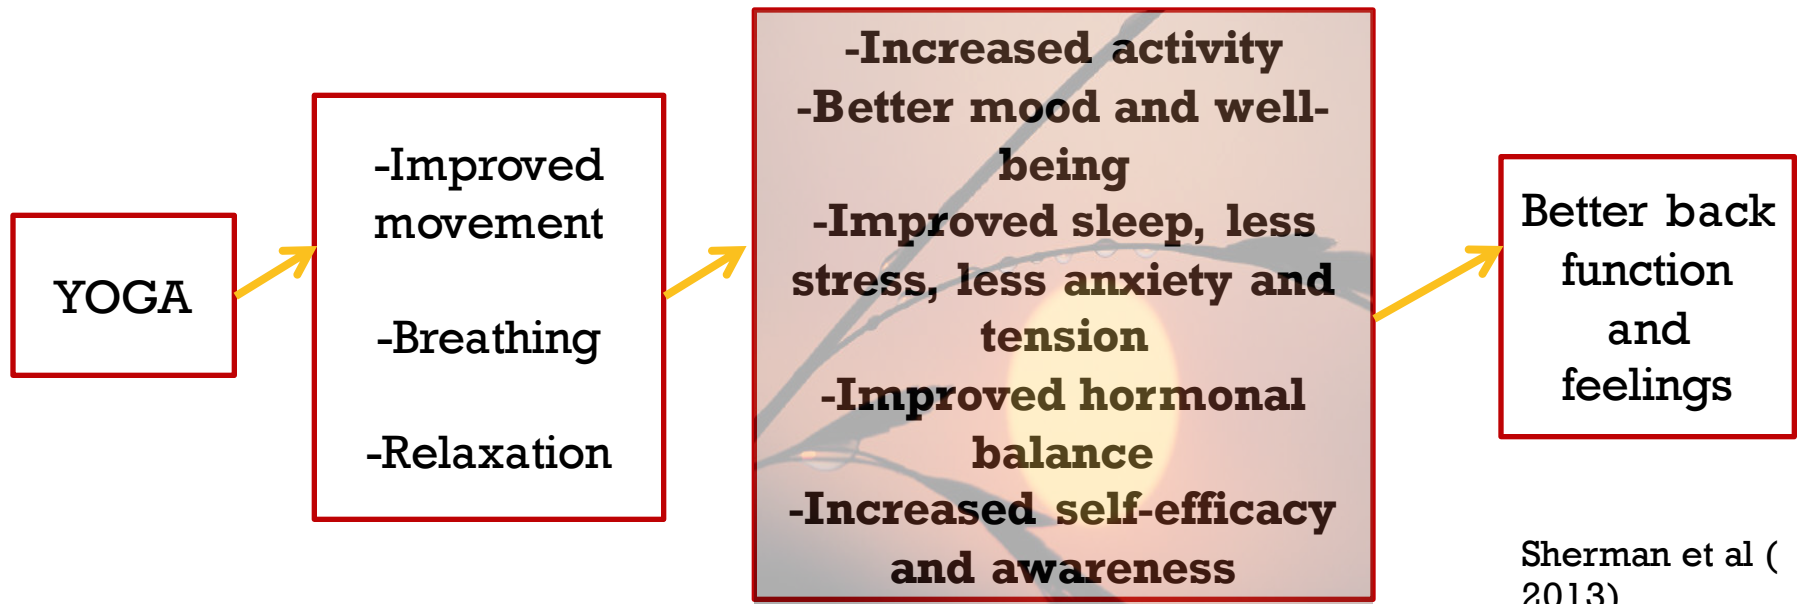 YOGA
-Improved
movement
-Breathing
-Relaxation
-Increased activity
-Better mood and well-
being
-Improved sleep, less
stress, less anxiety and
tension
-Improved hormonal
balance
-Increased self-efficacy
and awareness
Better back
function
and
feelings
Sherman et al (
2013)